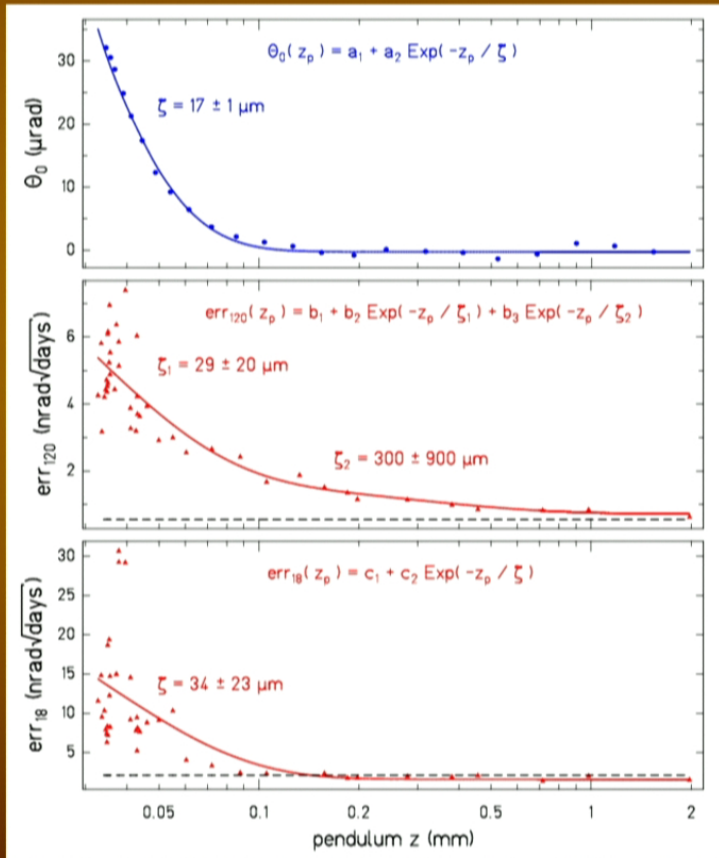 θ₀(zₚ) = a₁ + a₂ Exp(-zₚ / ζ)
ζ = 17 ± 1 μm
θ₀ (μrad)
30
20
10
0
err₁₂₀(zₚ) = b₁ + b₂ Exp(-zₚ / ζ₁) + b₃ Exp(-zₚ / ζ₂)
ζ₁ = 29 ± 20 μm
ζ₂ = 300 ± 900 μm
err₁₂₀ (nrad√days)
6
4
2
err₁₈(zₚ) = c₁ + c₂ Exp(-zₚ / ζ)
ζ = 34 ± 23 μm
err₁₈ (nrad√days)
30
25
20
15
10
5
0.05 0.1 0.2 0.5 1 2
pendulum z (mm)